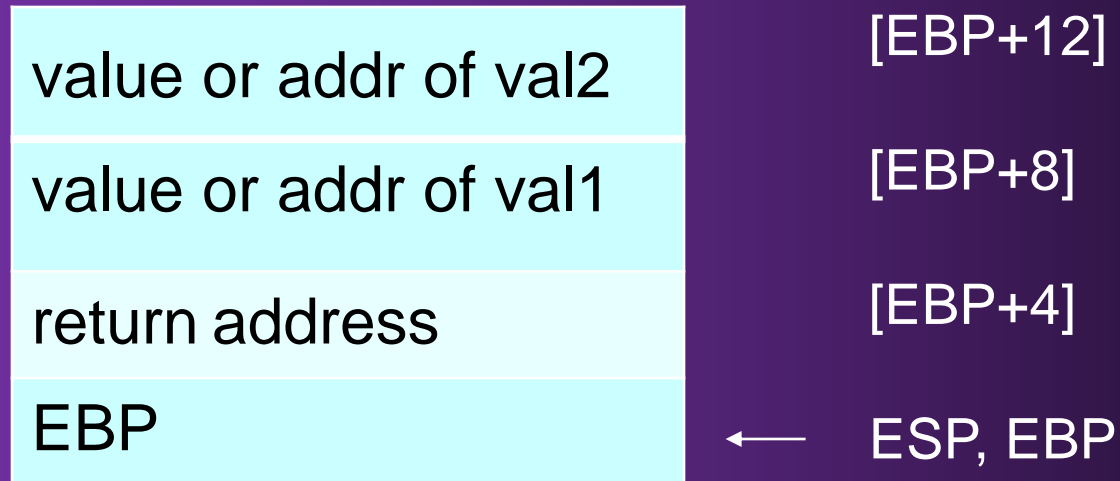 value or addr of val2 [EBP+12]
value or addr of val1 [EBP+8]
return address [EBP+4]
EBP ← ESP, EBP